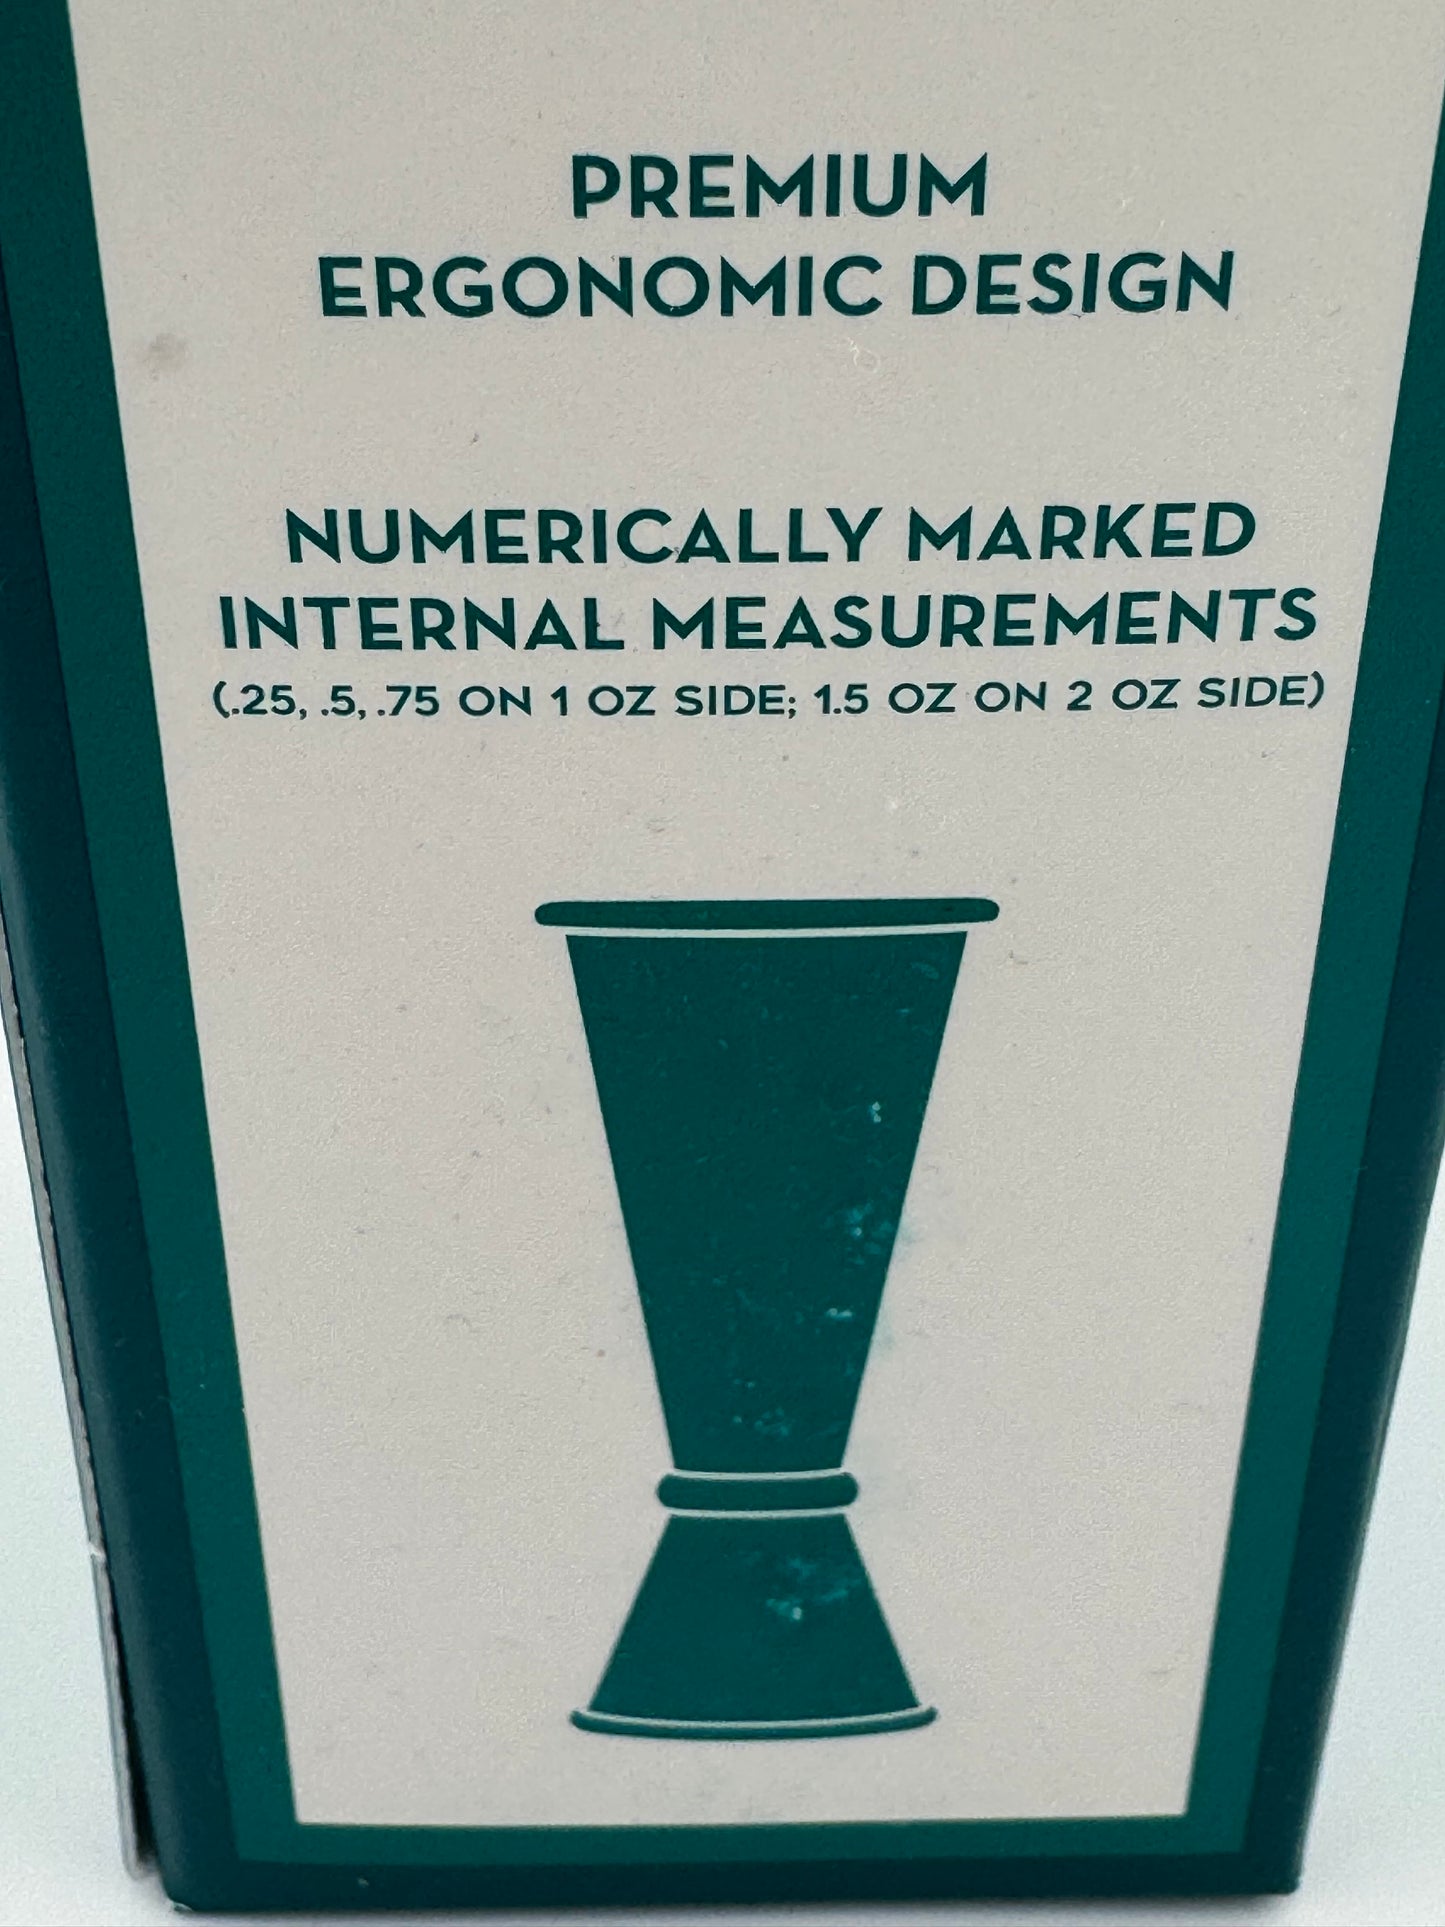 PREMIUM
ERGONOMIC DESIGN
NUMERICALLY MARKED
INTERNAL MEASUREMENTS
(.25, .5, .75 ON 1 OZ SIDE; 1.5 OZ ON 2 OZ SIDE)